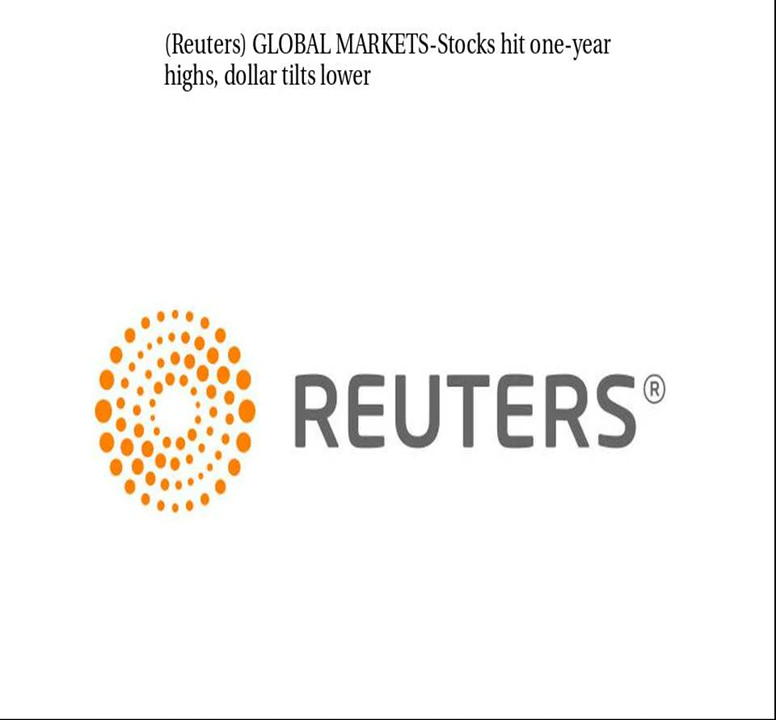 (Reuters) GLOBAL MARKETS-Stocks hit one-year
highs, dollar tilts lower
REUTERS®